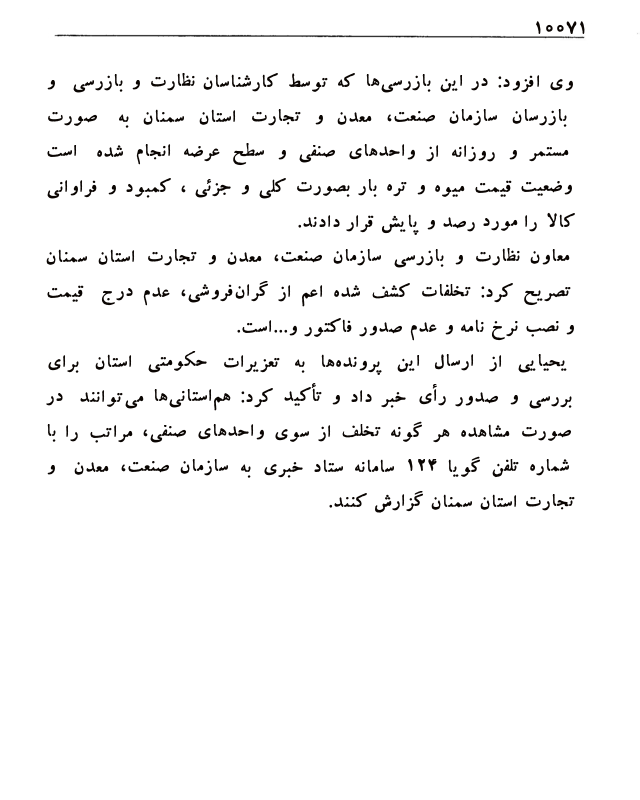 ۱۰۰۷۱
وی افزود: در این بازرسی‌ها که توسط کارشناسان نظارت و بازرسی و
بازرسان سازمان صنعت، معدن و تجارت استان سمنان به صورت
مستمر و روزانه از واحدهای صنفی و سطح عرضه انجام شده است
وضعیت قیمت میوه و تره بار بصورت کلی و جزئی ، کمبود و فراوانی
کالا را مورد رصد و پایش قرار دادند.
معاون نظارت و بازرسی سازمان صنعت، معدن و تجارت استان سمنان
تصریح کرد: تخلفات کشف شده اعم از گران‌فروشی، عدم درج قیمت
و نصب نرخ نامه و عدم صدور فاکتور و...است.
یحیایی از ارسال این پرونده‌ها به تعزیرات حکومتی استان برای
بررسی و صدور رأی خبر داد و تأکید کرد: هم‌استانی‌ها می‌توانند در
صورت مشاهده هر گونه تخلف از سوی واحدهای صنفی، مراتب را با
شماره تلفن گویا ۱۲۴ سامانه ستاد خبری به سازمان صنعت، معدن و
تجارت استان سمنان گزارش کنند.